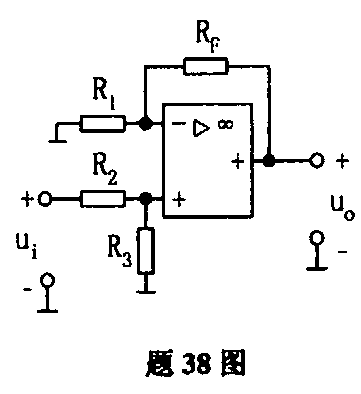 R_F
R_1
- ▷ ∞
R_2
+
+ u_i -
+
R_3
+ u_o -
题 38 图